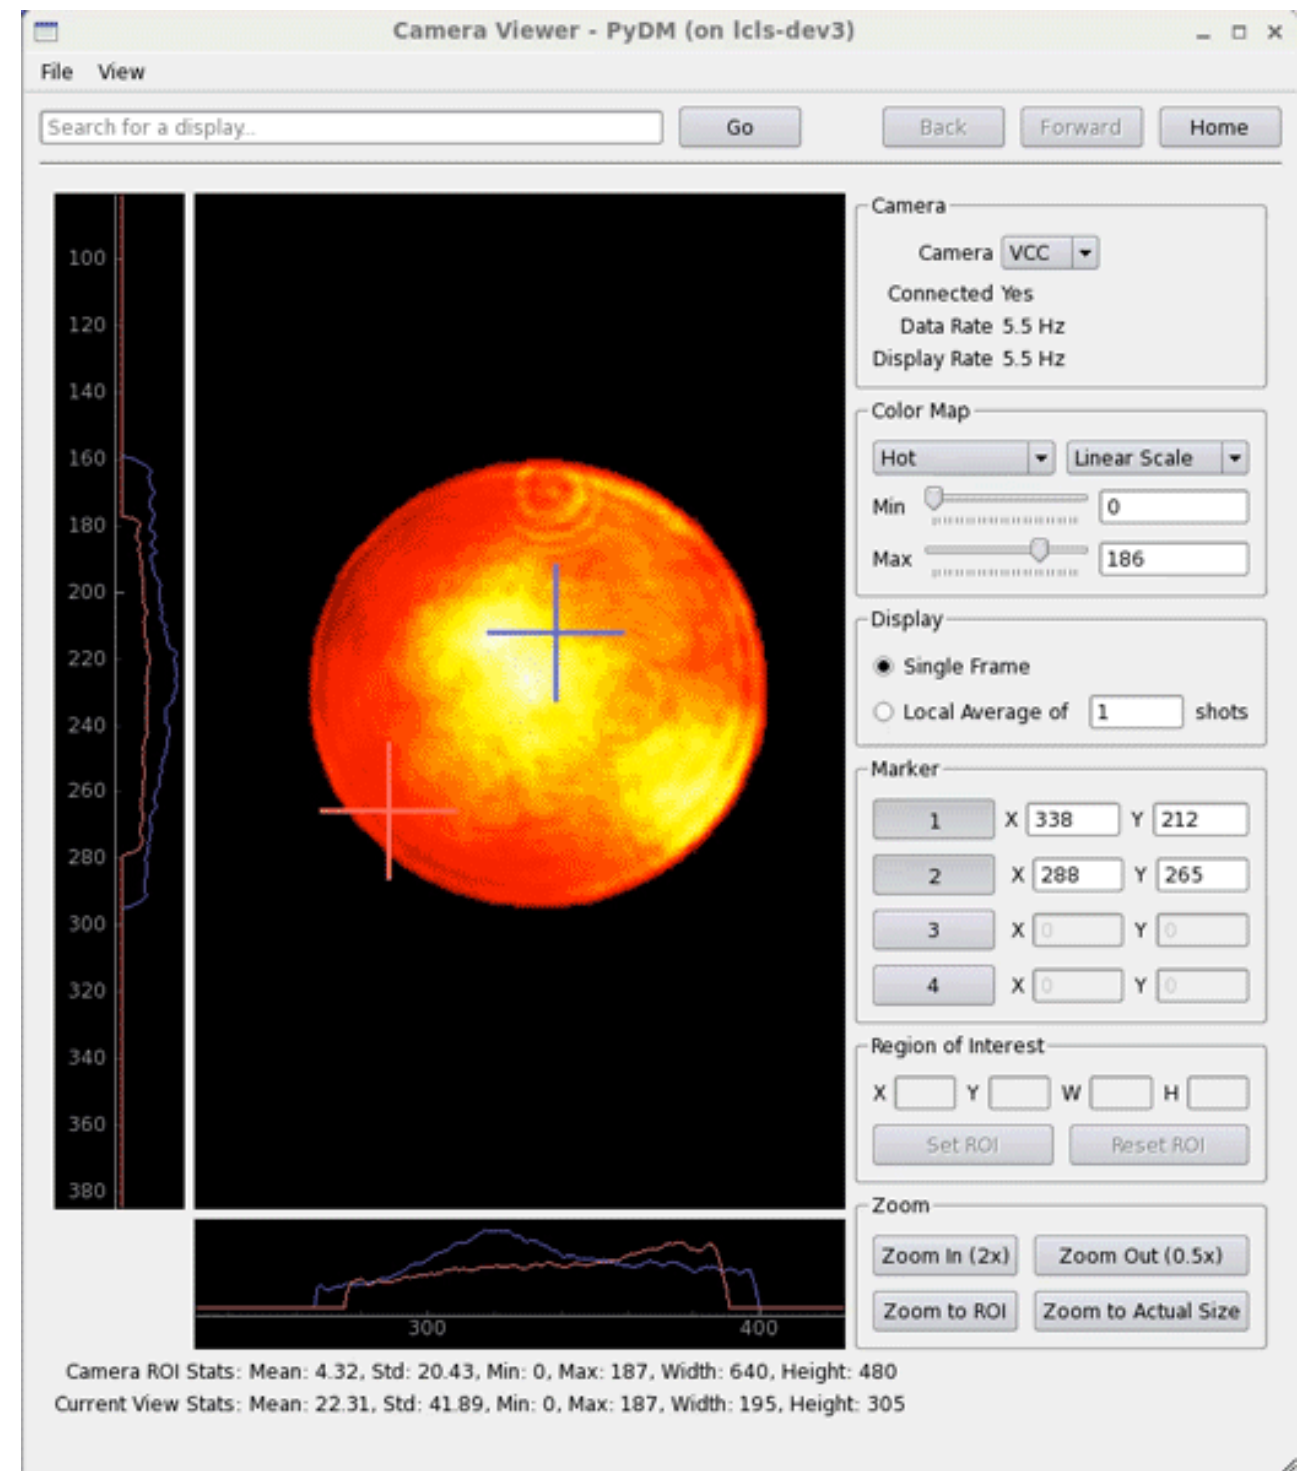 Camera Viewer - PyDM (on lcls-dev3)
File View
Search for a display.. Go Back Forward Home
100
120
140
160
180
200
220
240
260
280
300
320
340
360
380
300 400
Camera
Camera VCC
Connected Yes
Data Rate 5.5 Hz
Display Rate 5.5 Hz
Color Map
Hot Linear Scale
Min 0
Max 186
Display
Single Frame
Local Average of 1 shots
Marker
1 X 338 Y 212
2 X 288 Y 265
3 X 0 Y 0
4 X 0 Y 0
Region of Interest
X Y W H
Set ROI Reset ROI
Zoom
Zoom In (2x) Zoom Out (0.5x)
Zoom to ROI Zoom to Actual Size
Camera ROI Stats: Mean: 4.32, Std: 20.43, Min: 0, Max: 187, Width: 640, Height: 480
Current View Stats: Mean: 22.31, Std: 41.89, Min: 0, Max: 187, Width: 195, Height: 305